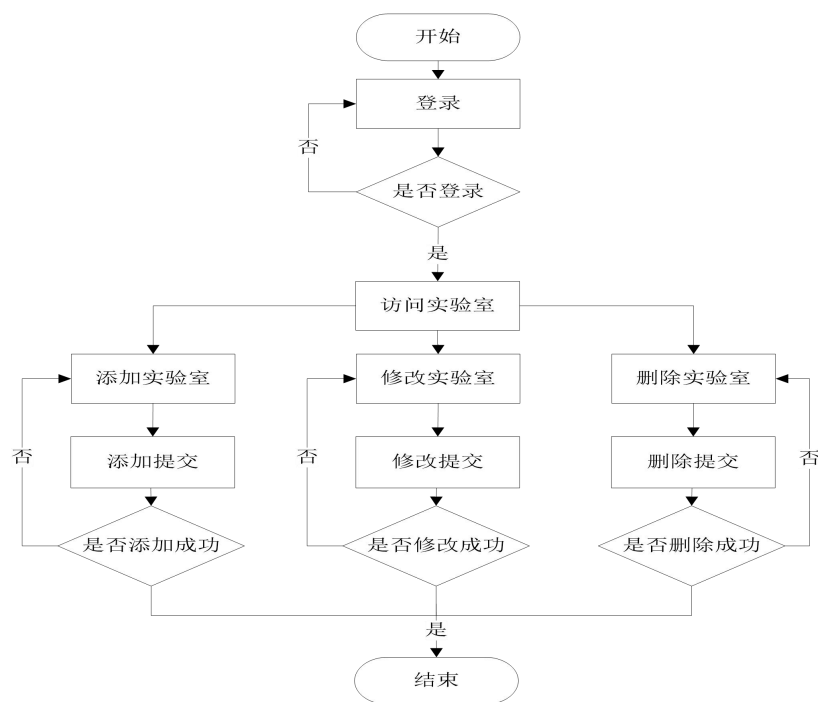 开始
登录
否
是否登录
是
访问实验室
添加实验室
修改实验室
删除实验室
否
添加提交
否
修改提交
删除提交
否
是否添加成功
是否修改成功
是否删除成功
是
结束